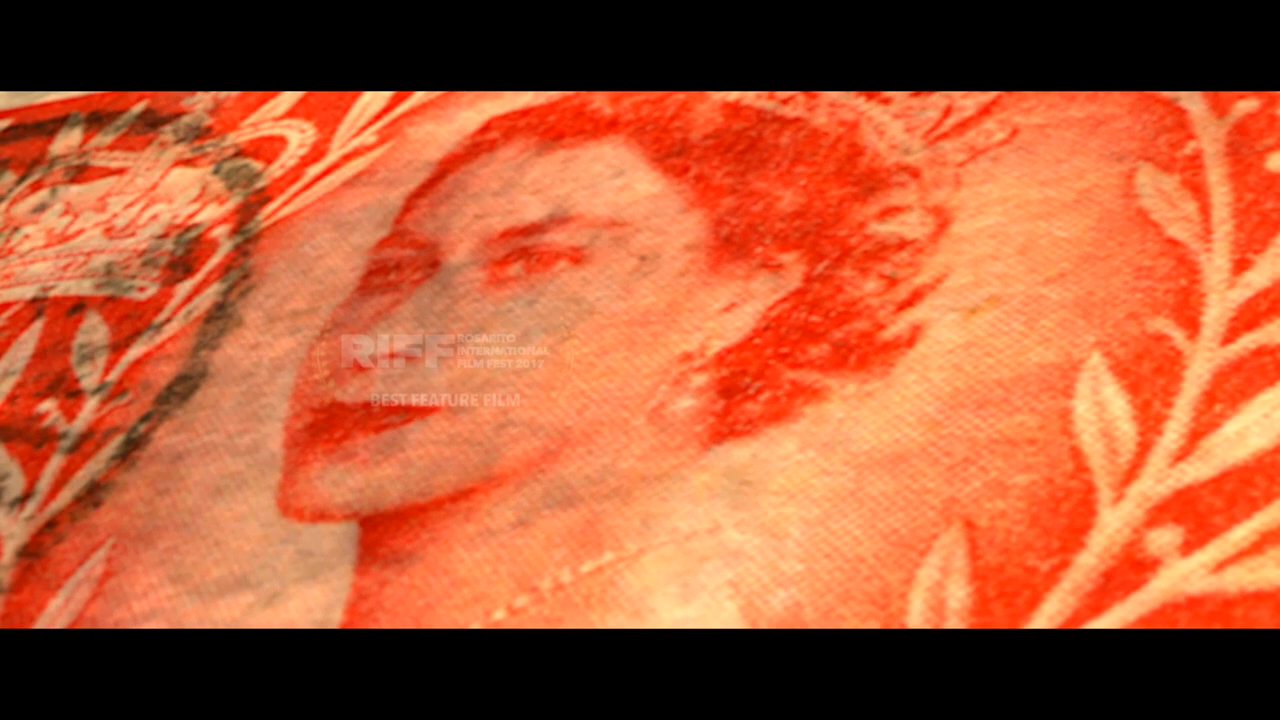 RIFF
ROSARITO
INTERNATIONAL
FILM FEST 2017
BEST FEATURE FILM